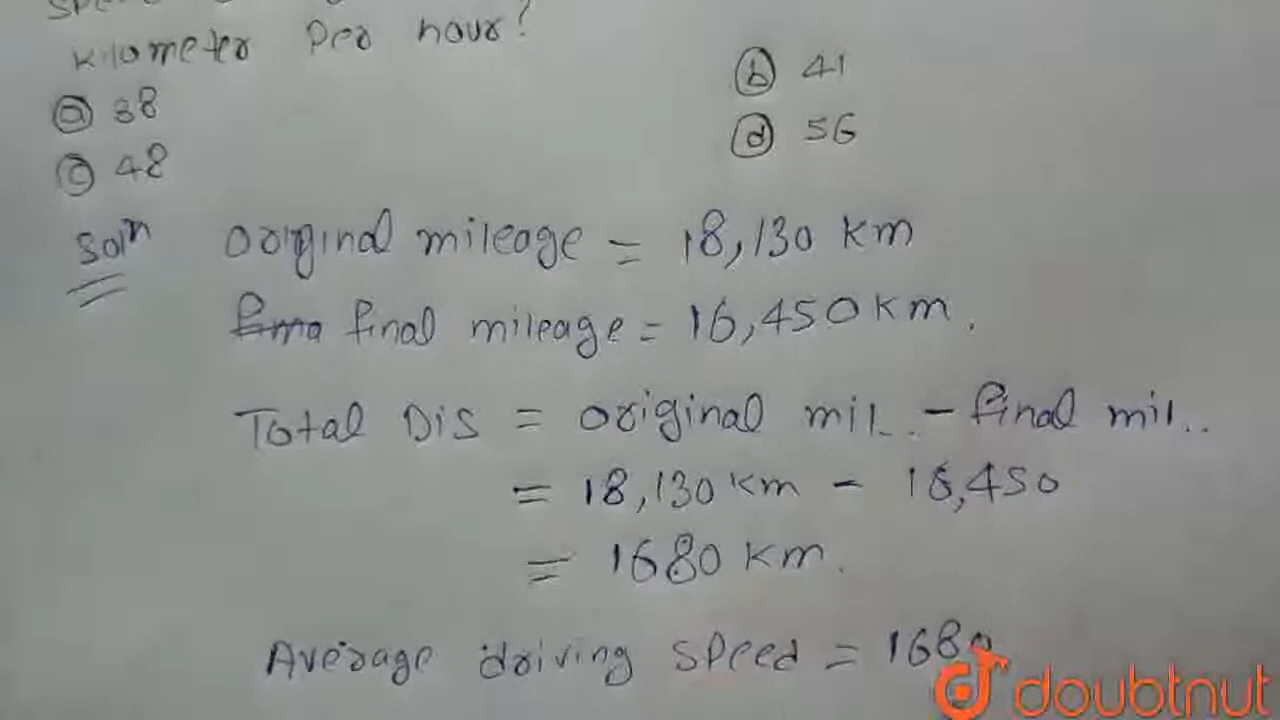 kilometer Per hour?
(a) 38
(b) 41
(c) 48
(d) 56
Soln original mileage = 18,130 km
final mileage = 16,450 km.
Total Dis = original mil.. - final mil..
= 18,130 km - 16,450
= 1680 km.
Average driving speed = 1680
doubtnut